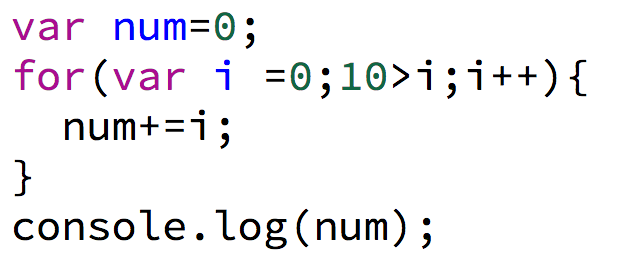 var num=0;
for(var i =0;10>i;i++){
  num+=i;
}
console.log(num);